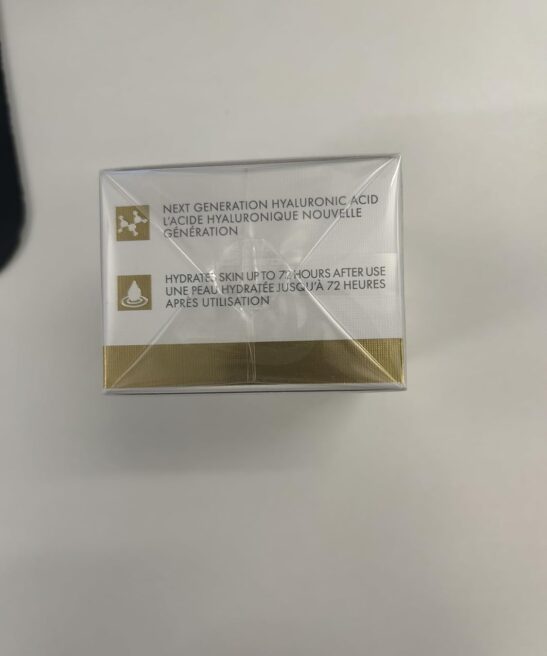 NEXT GENERATION HYALURONIC ACID
L'ACIDE HYALURONIQUE NOUVELLE
GÉNÉRATION
HYDRATES SKIN UP TO 72 HOURS AFTER USE
UNE PEAU HYDRATÉE JUSQU'À 72 HEURES
APRÈS UTILISATION